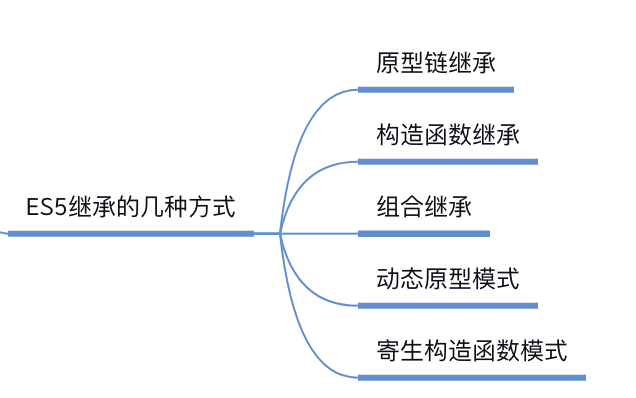 原型链继承
构造函数继承
ES5继承的几种方式
组合继承
动态原型模式
寄生构造函数模式